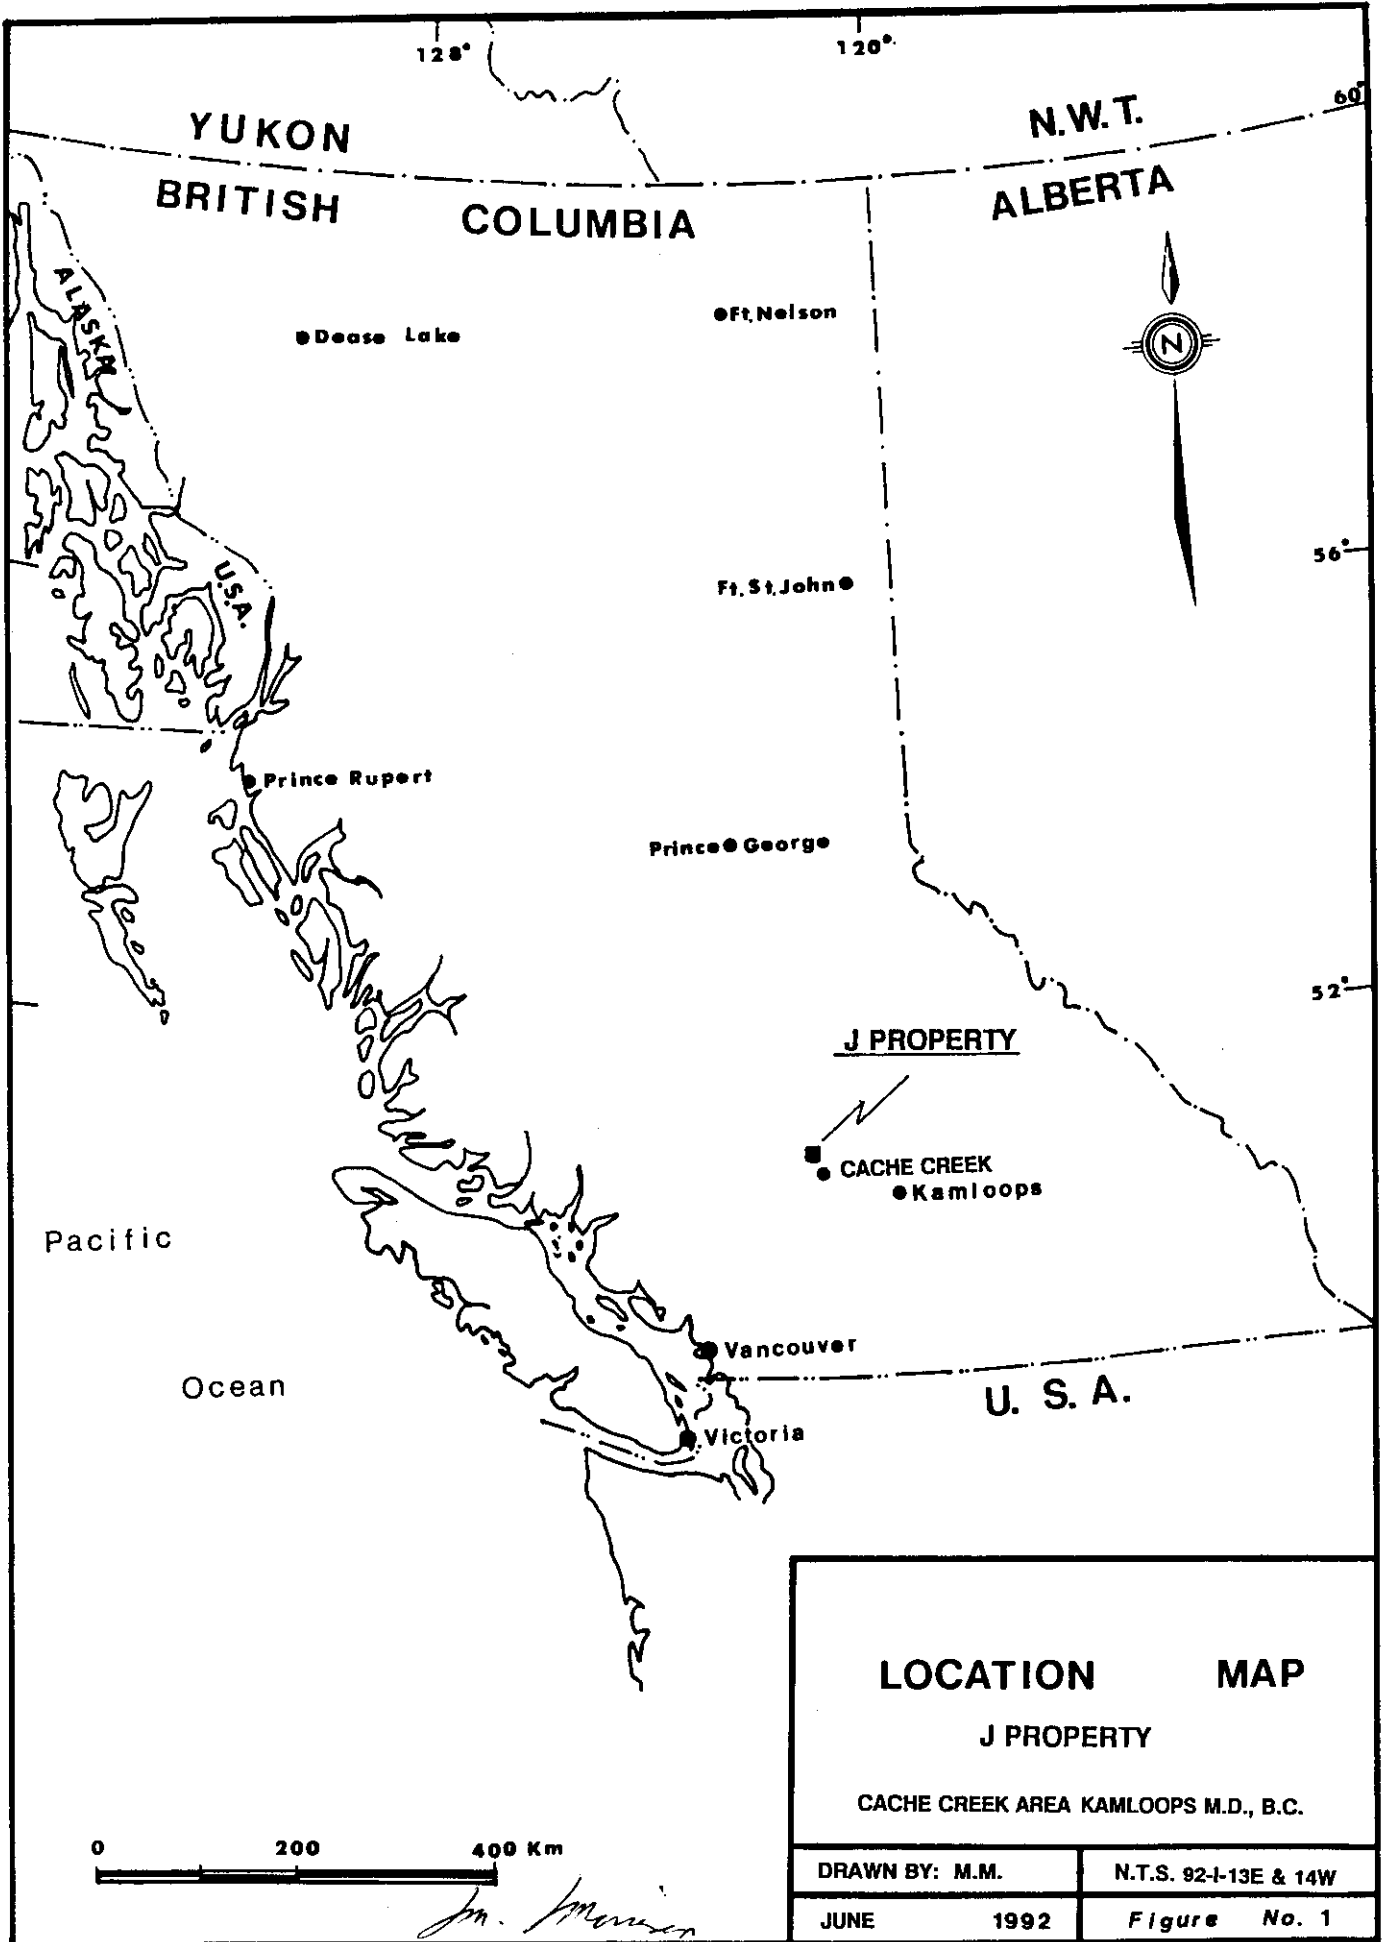 128° 120°
60°
YUKON N.W.T.
BRITISH COLUMBIA ALBERTA
ALASKA
Dease Lake
Ft. Nelson
N
56°
Ft. St. John
U.S.A.
Prince Rupert
Prince George
52°
J PROPERTY
CACHE CREEK
Kamloops
Pacific
Ocean
Vancouver
U. S. A.
Victoria
LOCATION MAP
J PROPERTY
CACHE CREEK AREA KAMLOOPS M.D., B.C.
0 200 400 Km
DRAWN BY: M.M. N.T.S. 92-I-13E & 14W
JUNE 1992 Figure No. 1